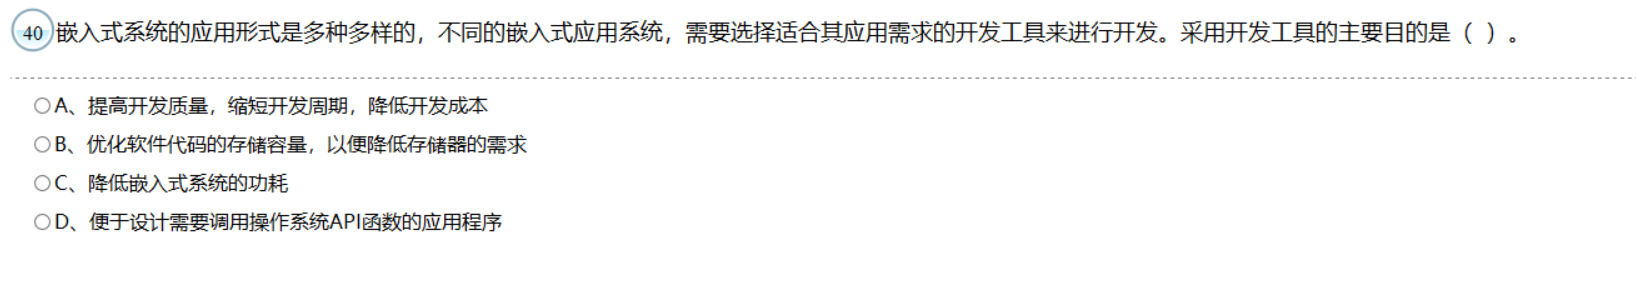 40 嵌入式系统的应用形式是多种多样的，不同的嵌入式应用系统，需要选择适合其应用需求的开发工具来进行开发。采用开发工具的主要目的是（ ）。
A、提高开发质量，缩短开发周期，降低开发成本
B、优化软件代码的存储容量，以便降低存储器的需求
C、降低嵌入式系统的功耗
D、便于设计需要调用操作系统API函数的应用程序